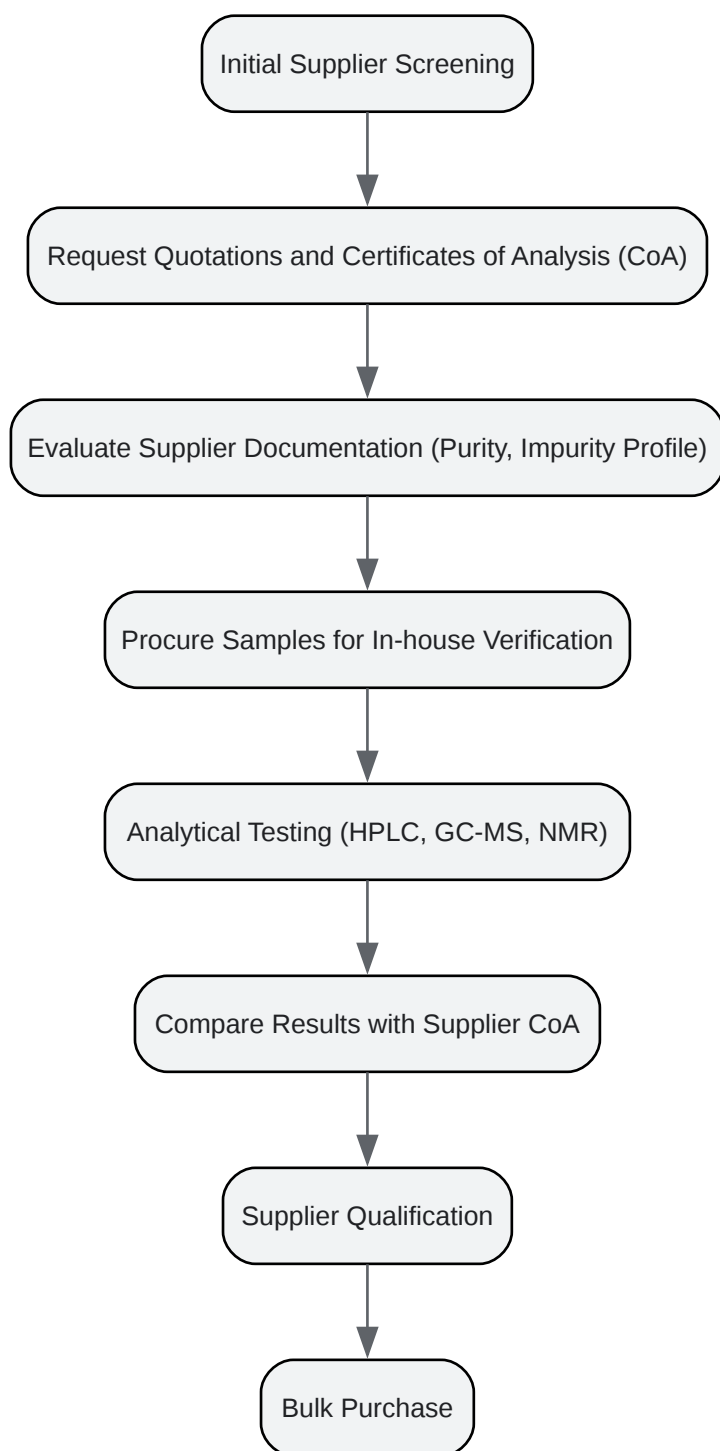 Initial Supplier Screening
Request Quotations and Certificates of Analysis (CoA)
Evaluate Supplier Documentation (Purity, Impurity Profile)
Procure Samples for In-house Verification
Analytical Testing (HPLC, GC-MS, NMR)
Compare Results with Supplier CoA
Supplier Qualification
Bulk Purchase